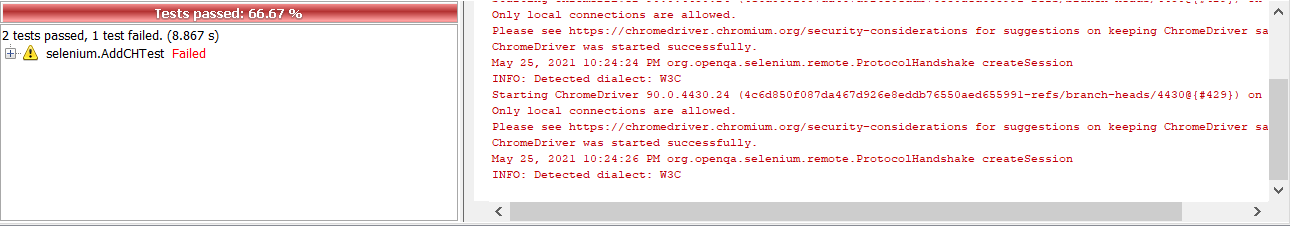 Tests passed: 66.67 %
2 tests passed, 1 test failed. (8.867 s)
selenium.AddCHTest Failed
Only local connections are allowed.
Please see https://chromedriver.chromium.org/security-considerations for suggestions on keeping ChromeDriver sa
ChromeDriver was started successfully.
May 25, 2021 10:24:24 PM org.openqa.selenium.remote.ProtocolHandshake createSession
INFO: Detected dialect: W3C
Starting ChromeDriver 90.0.4430.24 (4c6d850f087da467d926e8eddb76550aed655991-refs/branch-heads/4430@{#429}) on
Only local connections are allowed.
Please see https://chromedriver.chromium.org/security-considerations for suggestions on keeping ChromeDriver sa
ChromeDriver was started successfully.
May 25, 2021 10:24:26 PM org.openqa.selenium.remote.ProtocolHandshake createSession
INFO: Detected dialect: W3C